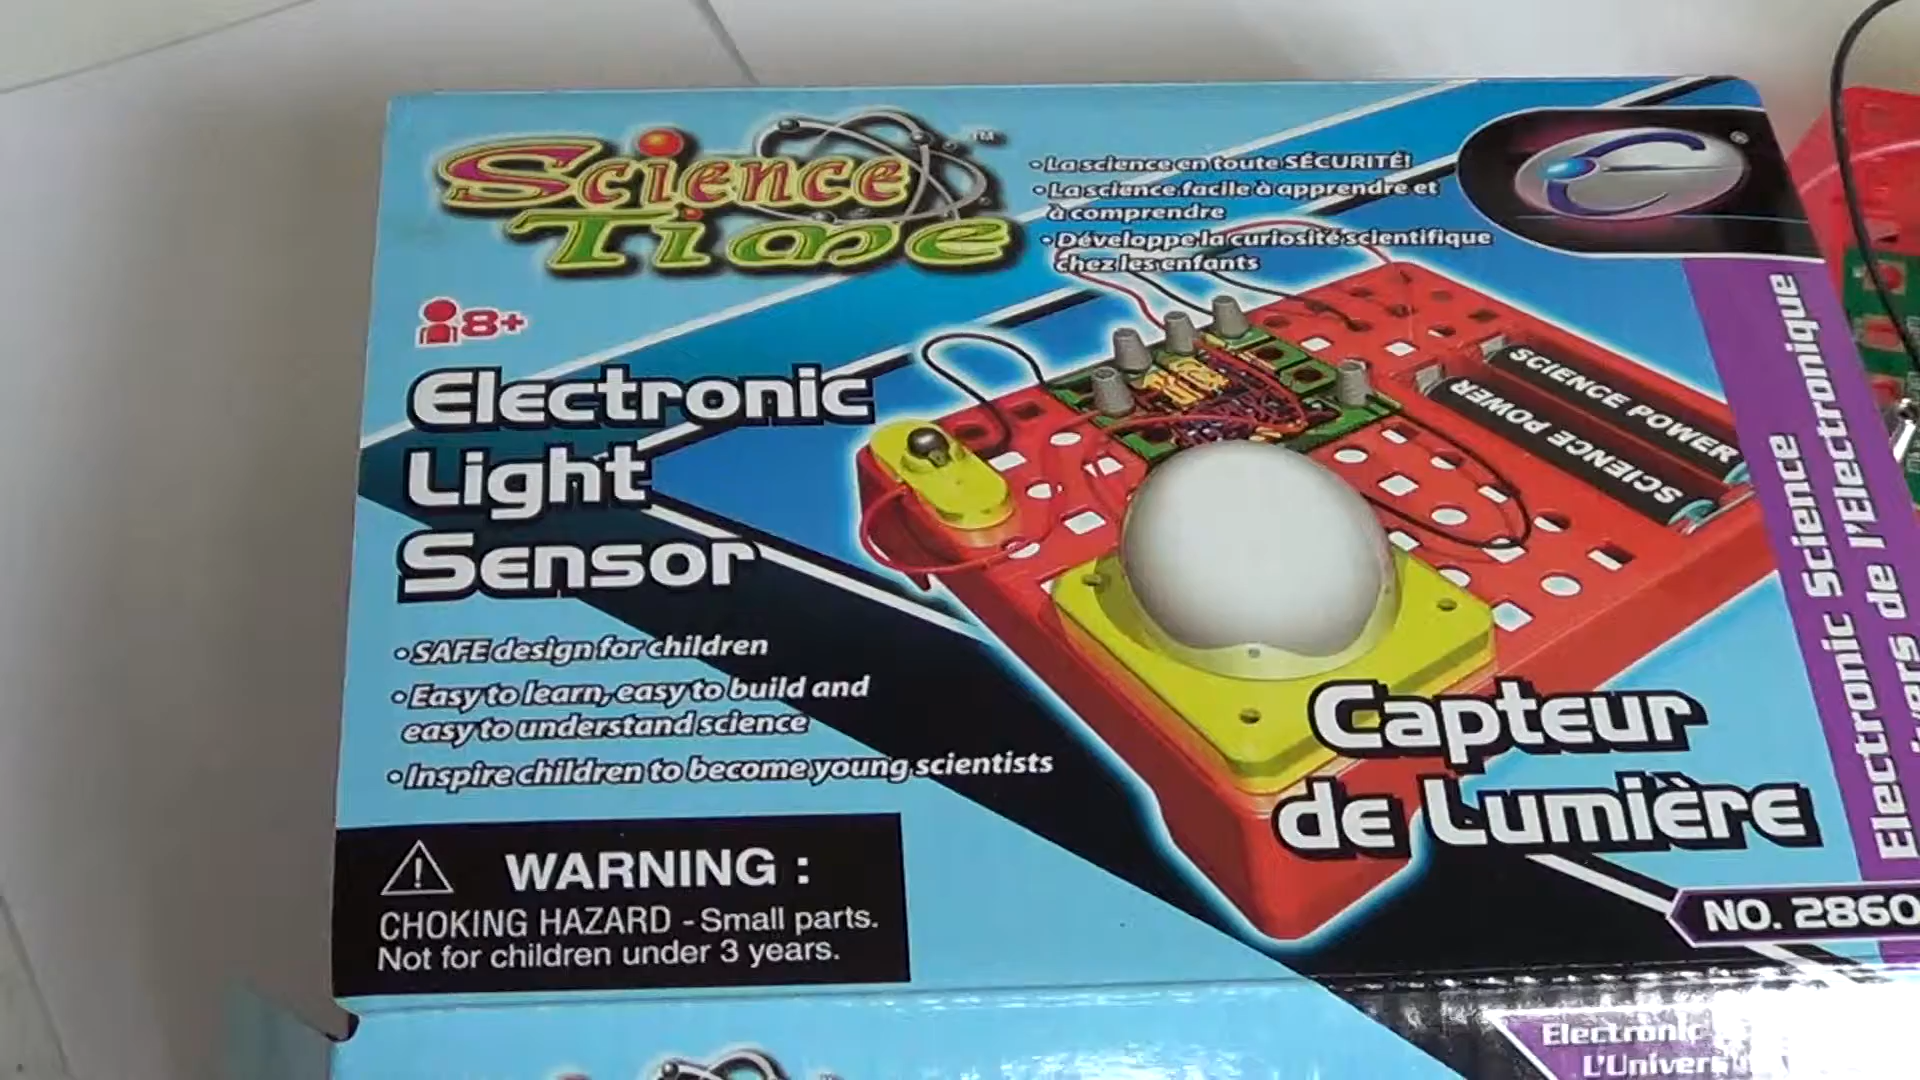 Science
Time
TM
• La science en toute SÉCURITÉ!
• La science facile à apprendre et
à comprendre
• Développe la curiosité scientifique
chez les enfants
®
8+
Electronic
Light
Sensor
• SAFE design for children
• Easy to learn, easy to build and
easy to understand science
• Inspire children to become young scientists
SCIENCE POWER
SCIENCE POWER
Capteur
de Lumière
Electronic Science
de l'Electronique
NO. 2860
WARNING :
CHOKING HAZARD - Small parts.
Not for children under 3 years.
Electronic